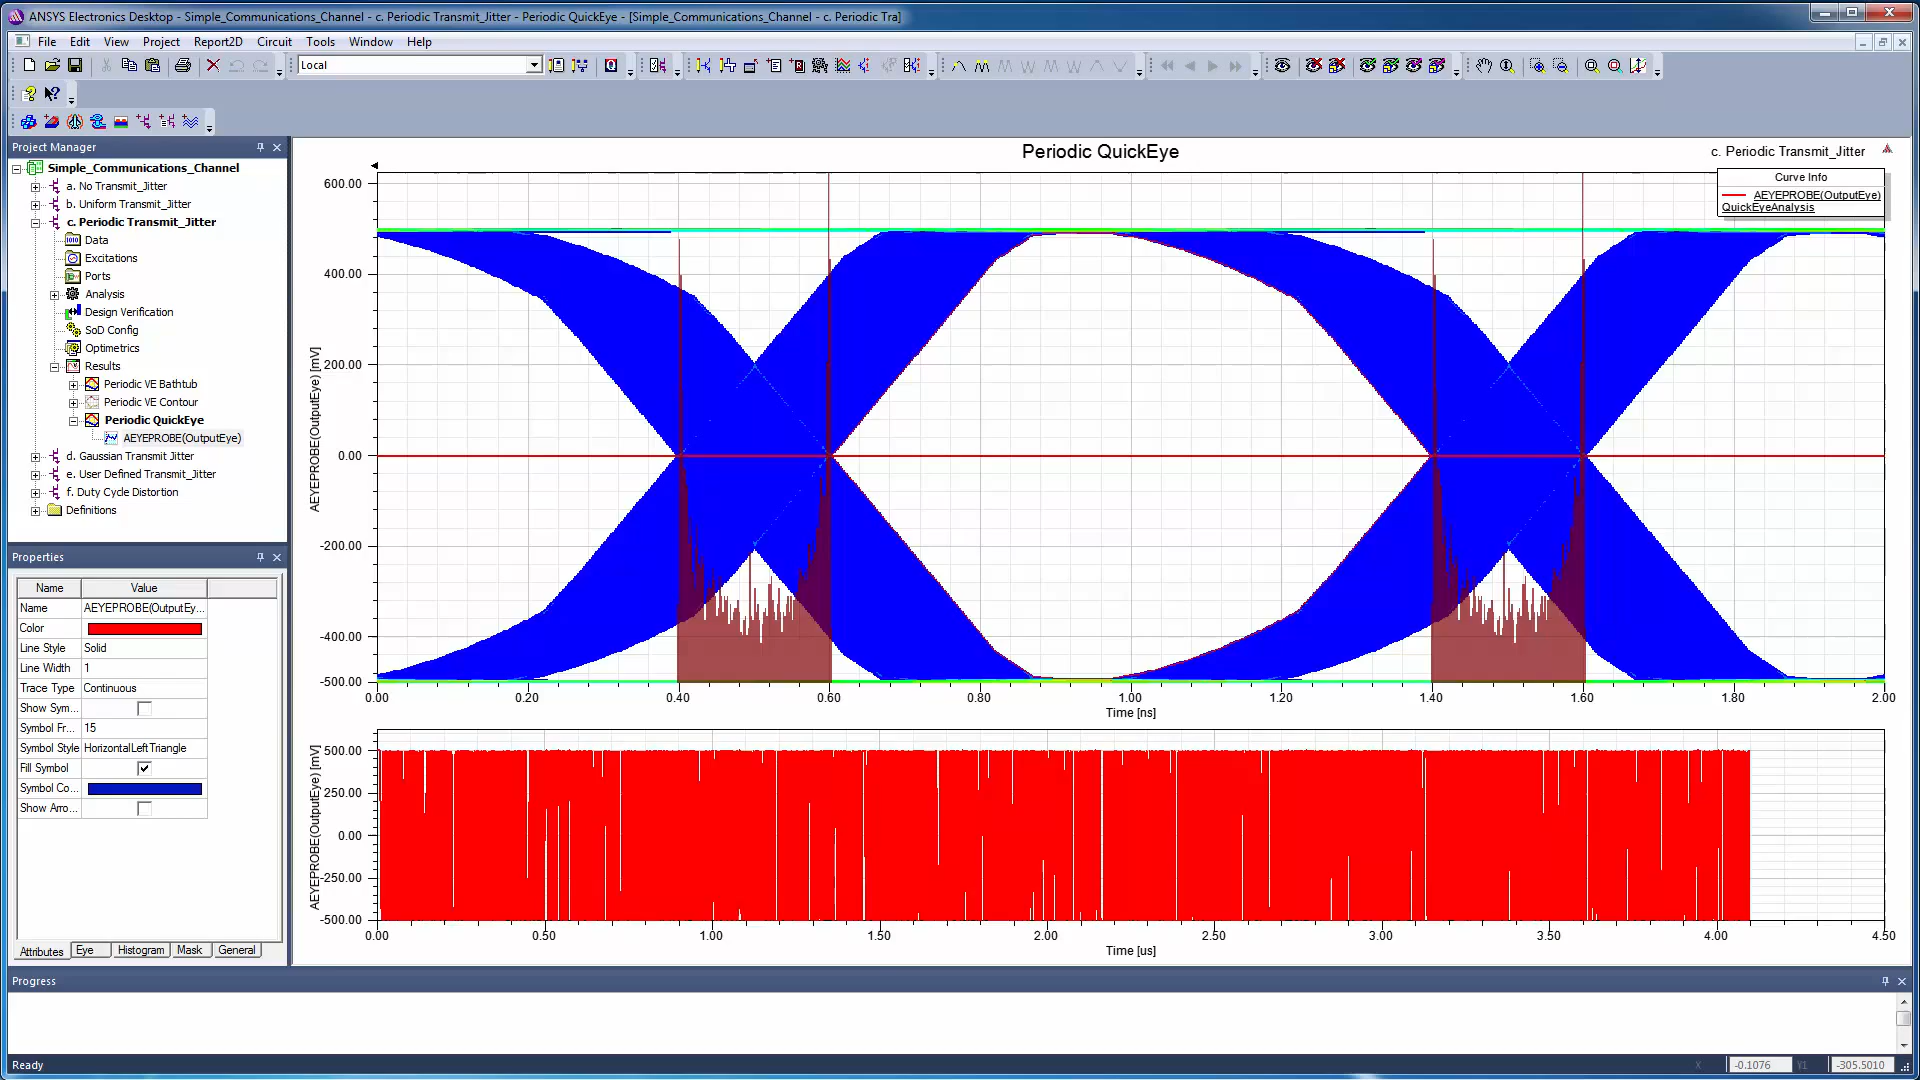 ANSYS Electronics Desktop - Simple_Communications_Channel - c. Periodic Transmit_Jitter - Periodic QuickEye - [Simple_Communications_Channel - c. Periodic Tra]
File Edit View Project Report2D Circuit Tools Window Help
Local
Project Manager
Simple_Communications_Channel
a. No Transmit_Jitter
b. Uniform Transmit_Jitter
c. Periodic Transmit_Jitter
Data
Excitations
Ports
Analysis
Design Verification
SoD Config
Optimetrics
Results
Periodic VE Bathtub
Periodic VE Contour
Periodic QuickEye
AEYEPROBE(OutputEye)
d. Gaussian Transmit Jitter
e. User Defined Transmit_Jitter
f. Duty Cycle Distortion
Definitions
Properties
Name Value
Name AEYEPROBE(OutputEy...
Color
Line Style Solid
Line Width 1
Trace Type Continuous
Show Sym...
Symbol Fr... 15
Symbol Style HorizontalLeftTriangle
Fill Symbol
Symbol Co...
Show Arro...
Attributes Eye Histogram Mask General
Periodic QuickEye
c. Periodic Transmit_Jitter
Curve Info
AEYEPROBE(OutputEye)
QuickEyeAnalysis
AEYEPROBE(OutputEye) [mV]
600.00
400.00
200.00
0.00
-200.00
-400.00
-500.00
0.00 0.20 0.40 0.60 0.80 1.00 1.20 1.40 1.60 1.80 2.00
Time [ns]
AEYEPROBE(OutputEye) [mV]
500.00
250.00
0.00
-250.00
-500.00
0.00 0.50 1.00 1.50 2.00 2.50 3.00 3.50 4.00 4.50
Time [us]
Progress
Ready
X -0.1076 Y1 -305.5010